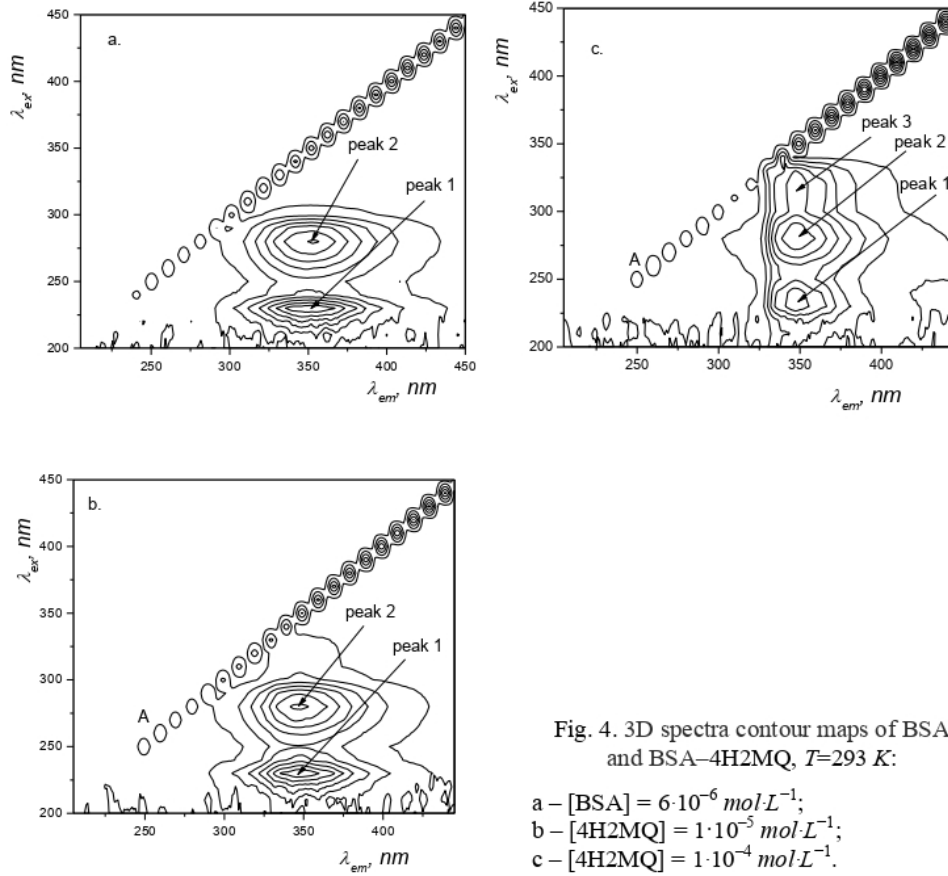 a.
λex, nm
450
400
350
300
250
200
peak 2
peak 1
250
300
350
400
450
λem, nm
c.
λex, nm
450
400
350
300
250
200
peak 3
peak 2
peak 1
A
250
300
350
400
λem, nm
b.
λex, nm
450
400
350
300
250
200
peak 2
peak 1
A
250
300
350
400
λem, nm
Fig. 4. 3D spectra contour maps of BSA
and BSA–4H2MQ, T=293 K:
a – [BSA] = 6·10⁻⁶ mol·L⁻¹;
b – [4H2MQ] = 1·10⁻⁵ mol·L⁻¹;
c – [4H2MQ] = 1·10⁻⁴ mol·L⁻¹.